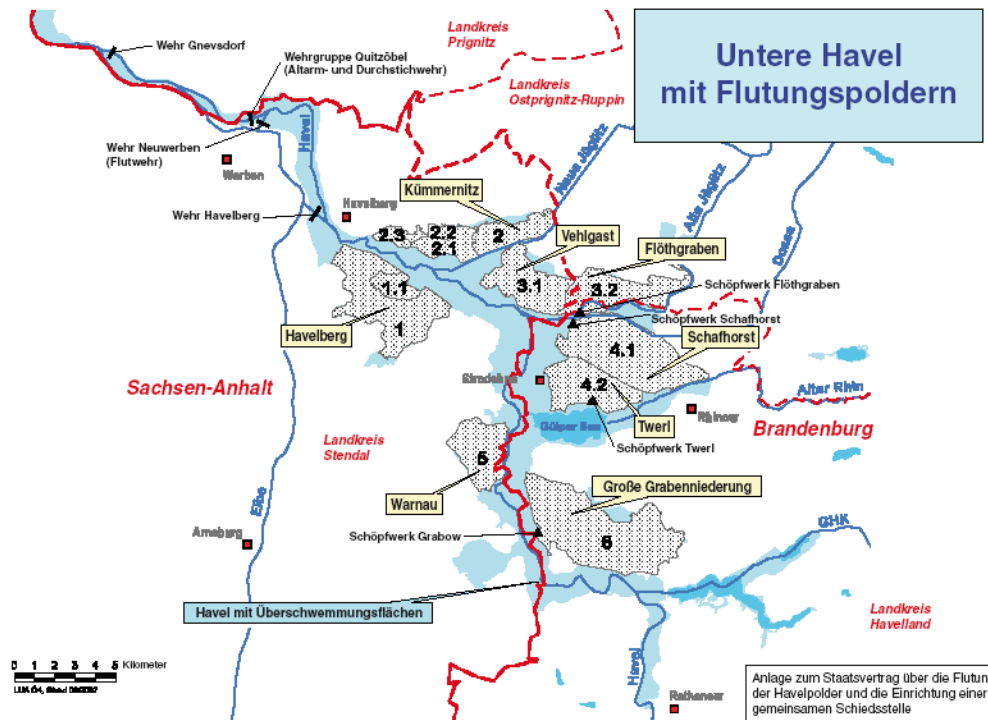 Untere Havel
mit Flutungspoldern
Landkreis
Prignitz
Landkreis
Ostprignitz-Ruppin
Wehr Gnevsdorf
Wehrgruppe Quitzöbel
(Altarm- und Durchstichwehr)
Wehr Neuwerben
(Flutwehr)
Werben
Havel
Wehr Havelberg
Havelberg
Kümmernitz
Neue Jäglitz
Alte Jäglitz
Dosse
2.3
2.2
2.1
2
Vehlgast
Flöthgraben
3.1
3.2
Schöpfwerk Flöthgraben
Schöpfwerk Schafhorst
1.1
1
Havelberg
Schafhorst
4.1
4.2
Twerl
Schöpfwerk Twerl
Gülper See
Rhinow
Alter Rhin
Sachsen-Anhalt
Brandenburg
Landkreis
Stendal
5
Warnau
Große Grabenniederung
6
Schöpfwerk Grabow
Elbe
Arneburg
GHK
Havel mit Überschwemmungsflächen
Landkreis
Havelland
Havel
Rathenow
0 1 2 3 4 5 Kilometer
Anlage zum Staatsvertrag über die Flutun
der Havelpolder und die Einrichtung einer
gemeinsamen Schiedsstelle